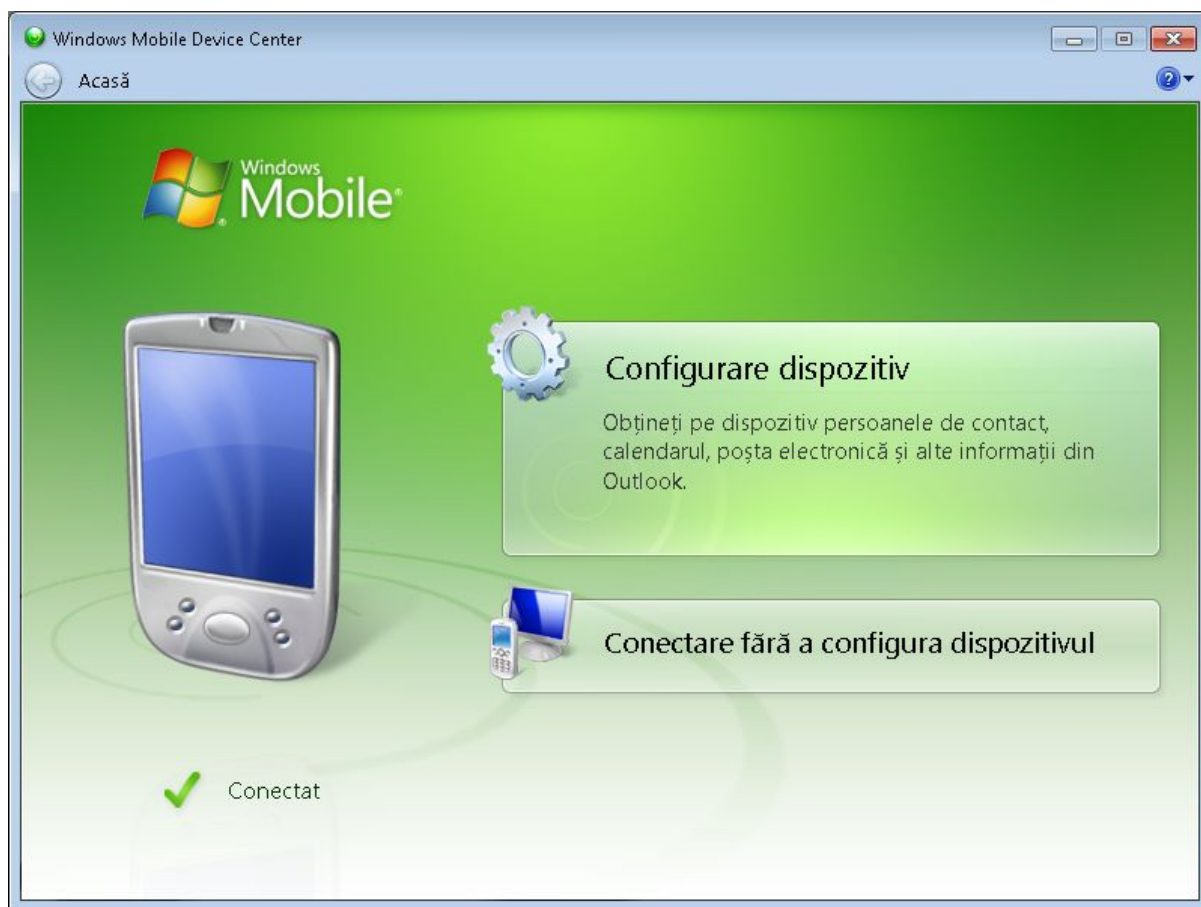 Windows Mobile Device Center
Acasă
Windows
Mobile®
Configurare dispozitiv
Obțineți pe dispozitiv persoanele de contact,
calendarul, poșta electronică și alte informații din
Outlook.
Conectare fără a configura dispozitivul
Conectat